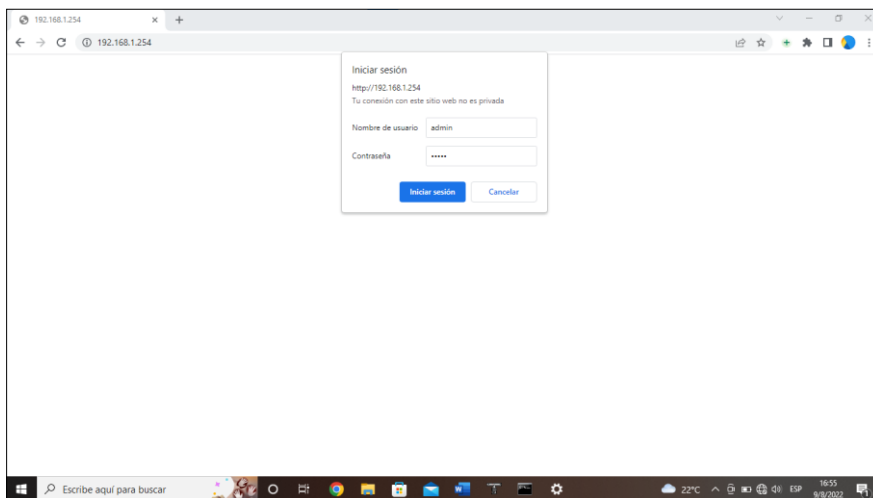 192.168.1.254
192.168.1.254
Iniciar sesión
http://192.168.1.254
Tu conexión con este sitio web no es privada
Nombre de usuario admin
Contraseña •••••
Iniciar sesión Cancelar
Escribe aquí para buscar 22°C ESP 16:55
9/8/2022